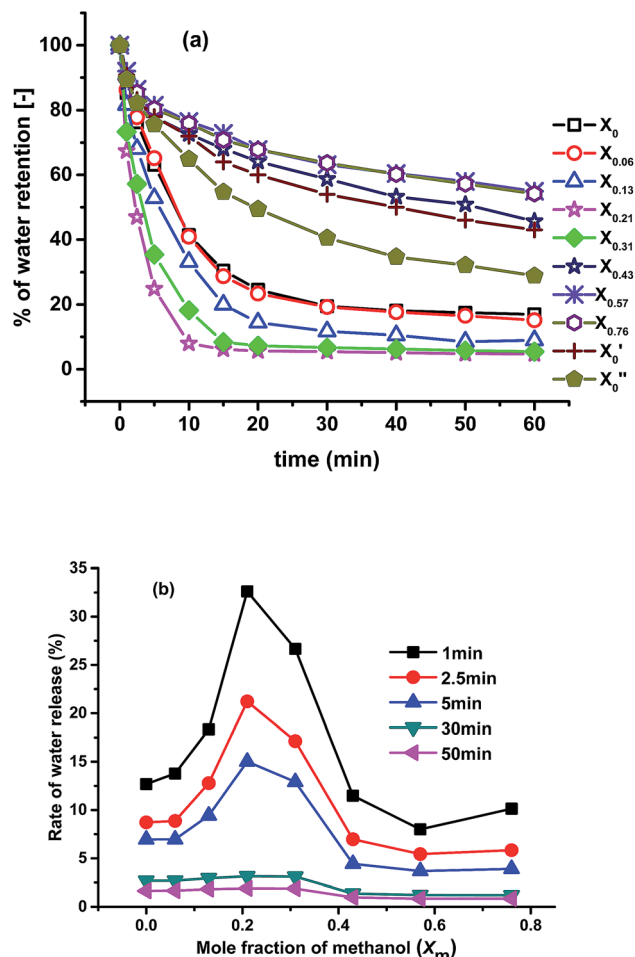 (a)
% of water retention [-]
100
80
60
40
20
0
0 10 20 30 40 50 60
time (min)
X0
X0.06
X0.13
X0.21
X0.31
X0.43
X0.57
X0.76
X0'
X0"
(b)
Rate of water release (%)
35
30
25
20
15
10
5
0
0.0 0.2 0.4 0.6 0.8
Mole fraction of methanol (Xm)
1min
2.5min
5min
30min
50min